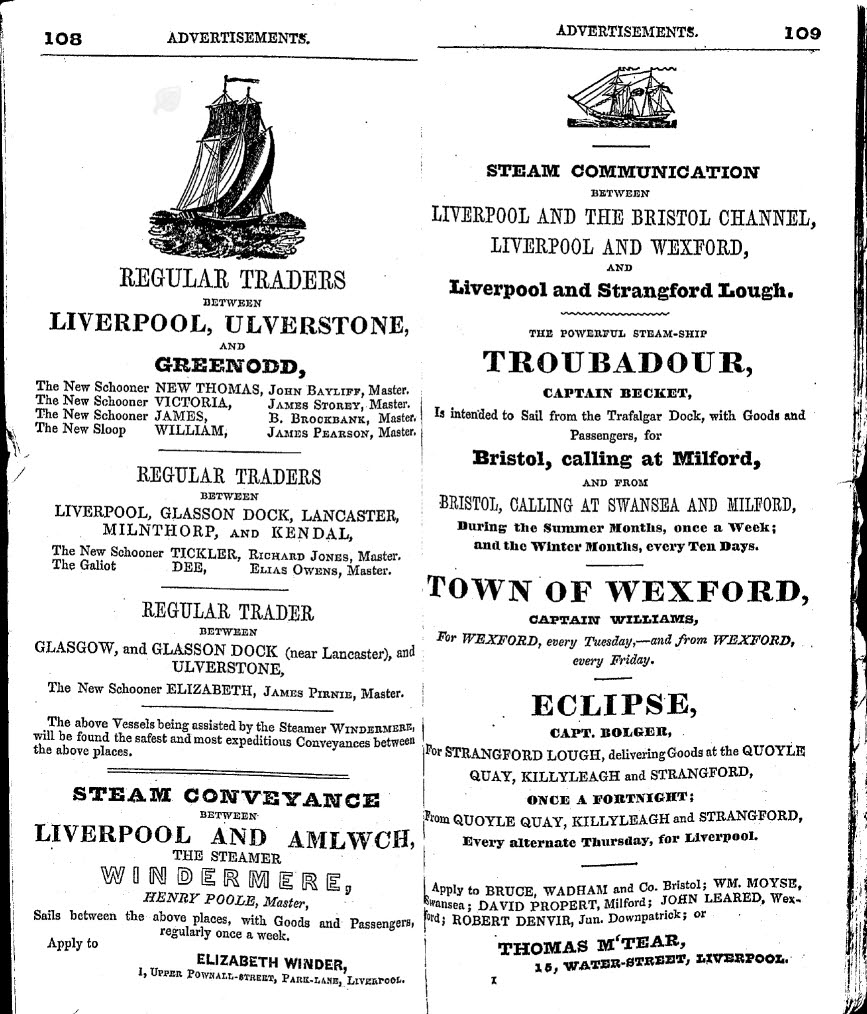 108 ADVERTISEMENTS.
REGULAR TRADERS
BETWEEN
LIVERPOOL, ULVERSTONE,
AND
GREENODD,
The New Schooner NEW THOMAS, JOHN BAYLIFF, Master.
The New Schooner VICTORIA, JAMES STOREY, Master.
The New Schooner JAMES, B. BROCKBANK, Master.
The New Sloop WILLIAM, JAMES PEARSON, Master.
REGULAR TRADERS
BETWEEN
LIVERPOOL, GLASSON DOCK, LANCASTER,
MILNTHORP, AND KENDAL,
The New Schooner TICKLER, RICHARD JONES, Master.
The Galiot DEE, ELIAS OWENS, Master.
REGULAR TRADER
BETWEEN
GLASGOW, and GLASSON DOCK (near Lancaster), and
ULVERSTONE,
The New Schooner ELIZABETH, JAMES PIRNIE, Master.
The above Vessels being assisted by the Steamer WINDERMERE,
will be found the safest and most expeditious Conveyances between
the above places.
STEAM CONVEYANCE
BETWEEN
LIVERPOOL AND AMLWCH,
THE STEAMER
WINDERMERE,
HENRY POOLE, Master,
Sails between the above places, with Goods and Passengers,
regularly once a week.
Apply to
ELIZABETH WINDER,
1, UPPER POWNALL-STREET, PARK-LANE, LIVERPOOL.
ADVERTISEMENTS. 109
STEAM COMMUNICATION
BETWEEN
LIVERPOOL AND THE BRISTOL CHANNEL,
LIVERPOOL AND WEXFORD,
AND
Liverpool and Strangford Lough.
THE POWERFUL STEAM-SHIP
TROUBADOUR,
CAPTAIN BECKET,
Is intended to Sail from the Trafalgar Dock, with Goods and
Passengers, for
Bristol, calling at Milford,
AND FROM
BRISTOL, CALLING AT SWANSEA AND MILFORD,
During the Summer Months, once a Week;
and the Winter Months, every Ten Days.
TOWN OF WEXFORD,
CAPTAIN WILLIAMS,
For WEXFORD, every Tuesday,—and from WEXFORD,
every Friday.
ECLIPSE,
CAPT. BOLGER,
For STRANGFORD LOUGH, delivering Goods at the QUOYLE
QUAY, KILLYLEAGH and STRANGFORD,
ONCE A FORTNIGHT;
From QUOYLE QUAY, KILLYLEAGH and STRANGFORD,
Every alternate Thursday, for Liverpool.
Apply to BRUCE, WADHAM and Co. Bristol; WM. MOYSE,
Swansea; DAVID PROPERT, Milford; JOHN LEARED, Wex-
ford; ROBERT DENVIR, Jun. Downpatrick; or
THOMAS M'TEAR,
15, WATER-STREET, LIVERPOOL.
I